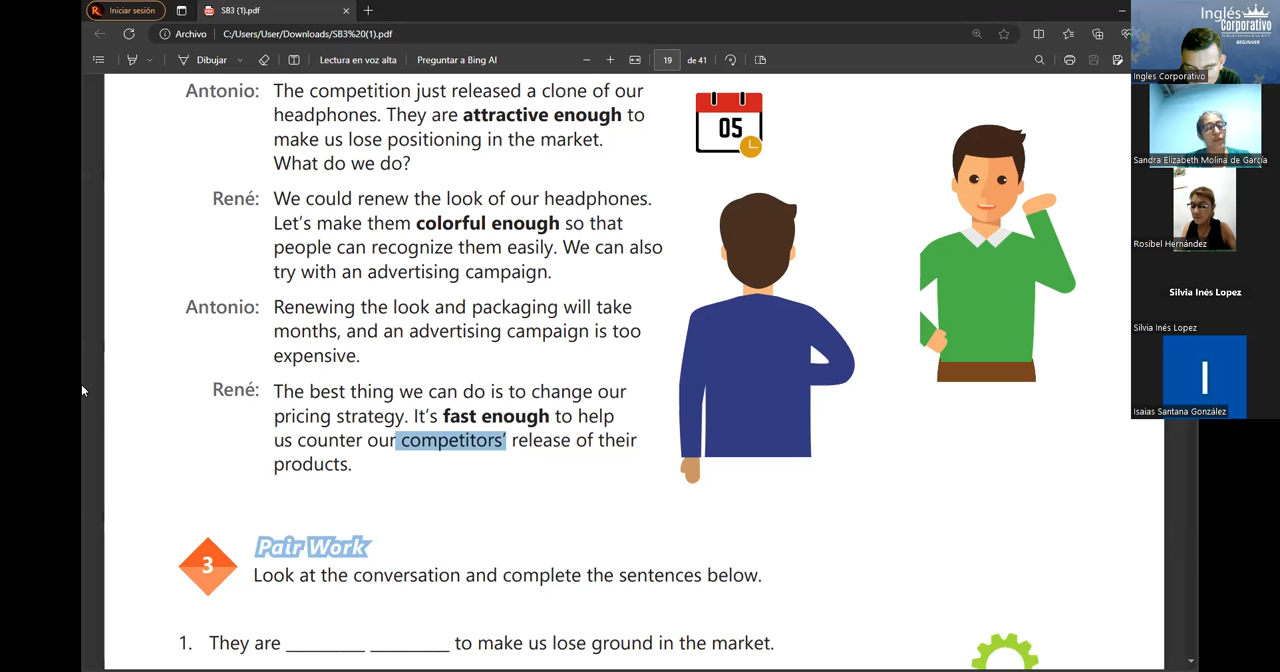 Iniciar sesión
SB3 (1).pdf
Archivo
C:/Users/User/Downloads/SB3%20(1).pdf
Dibujar
Lectura en voz alta
Preguntar a Bing AI
19
de 41
Antonio: The competition just released a clone of our
headphones. They are attractive enough to
make us lose positioning in the market.
What do we do?
05
René: We could renew the look of our headphones.
Let's make them colorful enough so that
people can recognize them easily. We can also
try with an advertising campaign.
Antonio: Renewing the look and packaging will take
months, and an advertising campaign is too
expensive.
René: The best thing we can do is to change our
pricing strategy. It's fast enough to help
us counter our competitors' release of their
products.
3
Pair Work
Look at the conversation and complete the sentences below.
1. They are ________ ________ to make us lose ground in the market.
Inglés
Corporativo
BEGINNER
Ingles Corporativo
Sandra Elizabeth Molina de García
Rosibel Hernández
Silvia Inés Lopez
Silvia Inés Lopez
I
Isaias Santana González